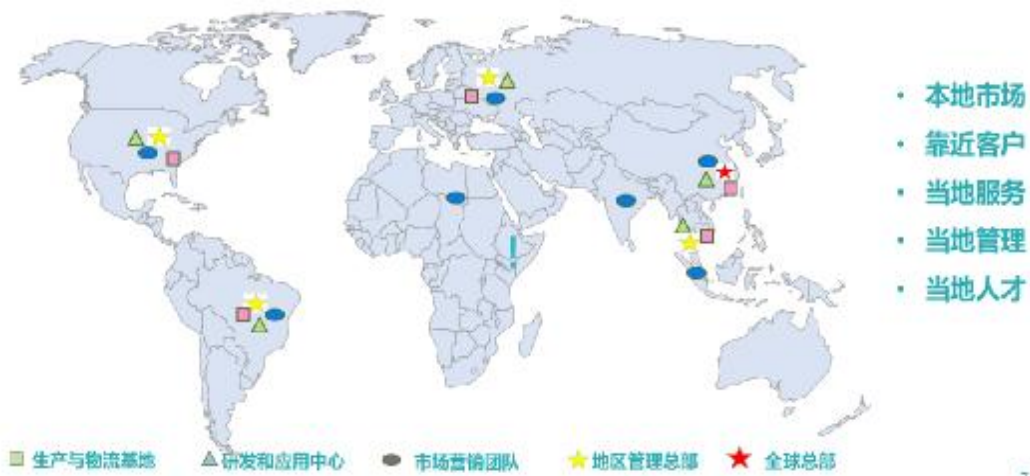 本地市场
靠近客户
当地服务
当地管理
当地人才
生产与物流基地
研发和应用中心
市场营销团队
地区管理总部
全球总部